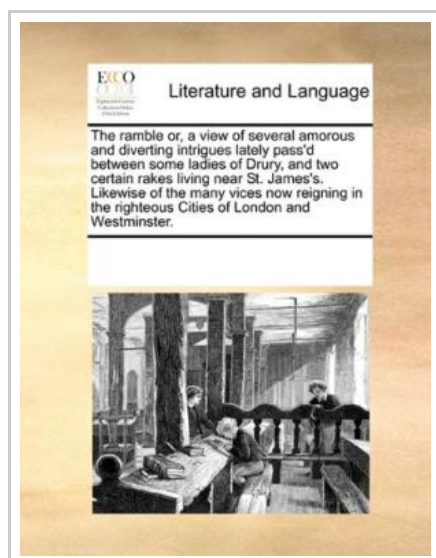 ECCO
Literature and Language
The ramble or, a view of several amorous
and diverting intrigues lately pass'd
between some ladies of Drury, and two
certain rakes living near St. James's.
Likewise of the many vices now reigning in
the righteous Cities of London and
Westminster.